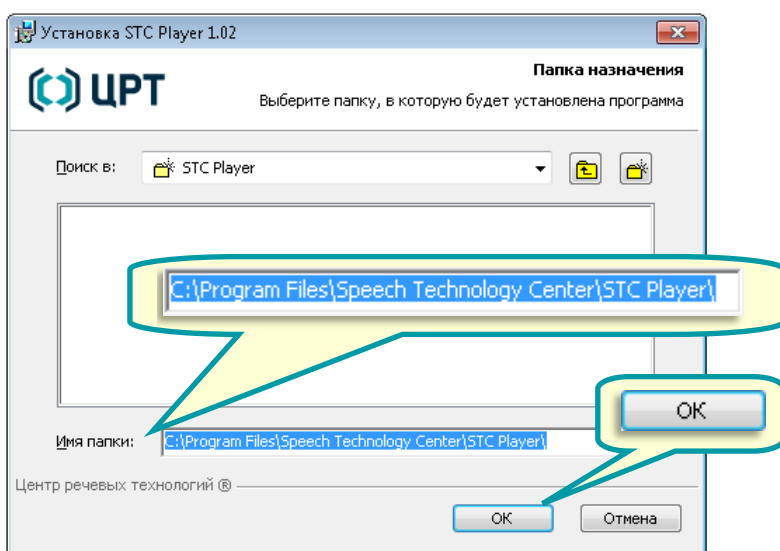 Установка STC Player 1.02
ЦРТ
Папка назначения
Выберите папку, в которую будет установлена программа
Поиск в:
STC Player
C:\Program Files\Speech Technology Center\STC Player\
OK
Имя папки:
C:\Program Files\Speech Technology Center\STC Player\
Центр речевых технологий ®
OK
Отмена